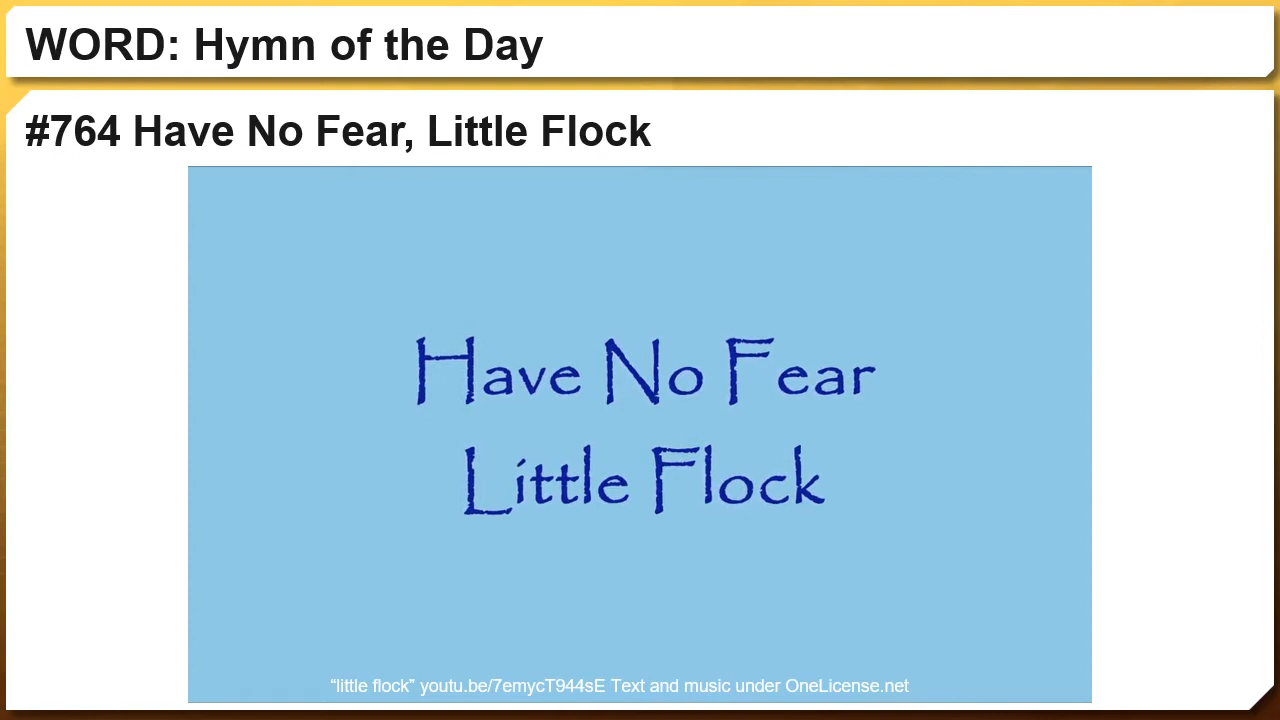 WORD: Hymn of the Day
#764 Have No Fear, Little Flock
Have No Fear
Little Flock
“little flock” youtu.be/7emycT944sE Text and music under OneLicense.net